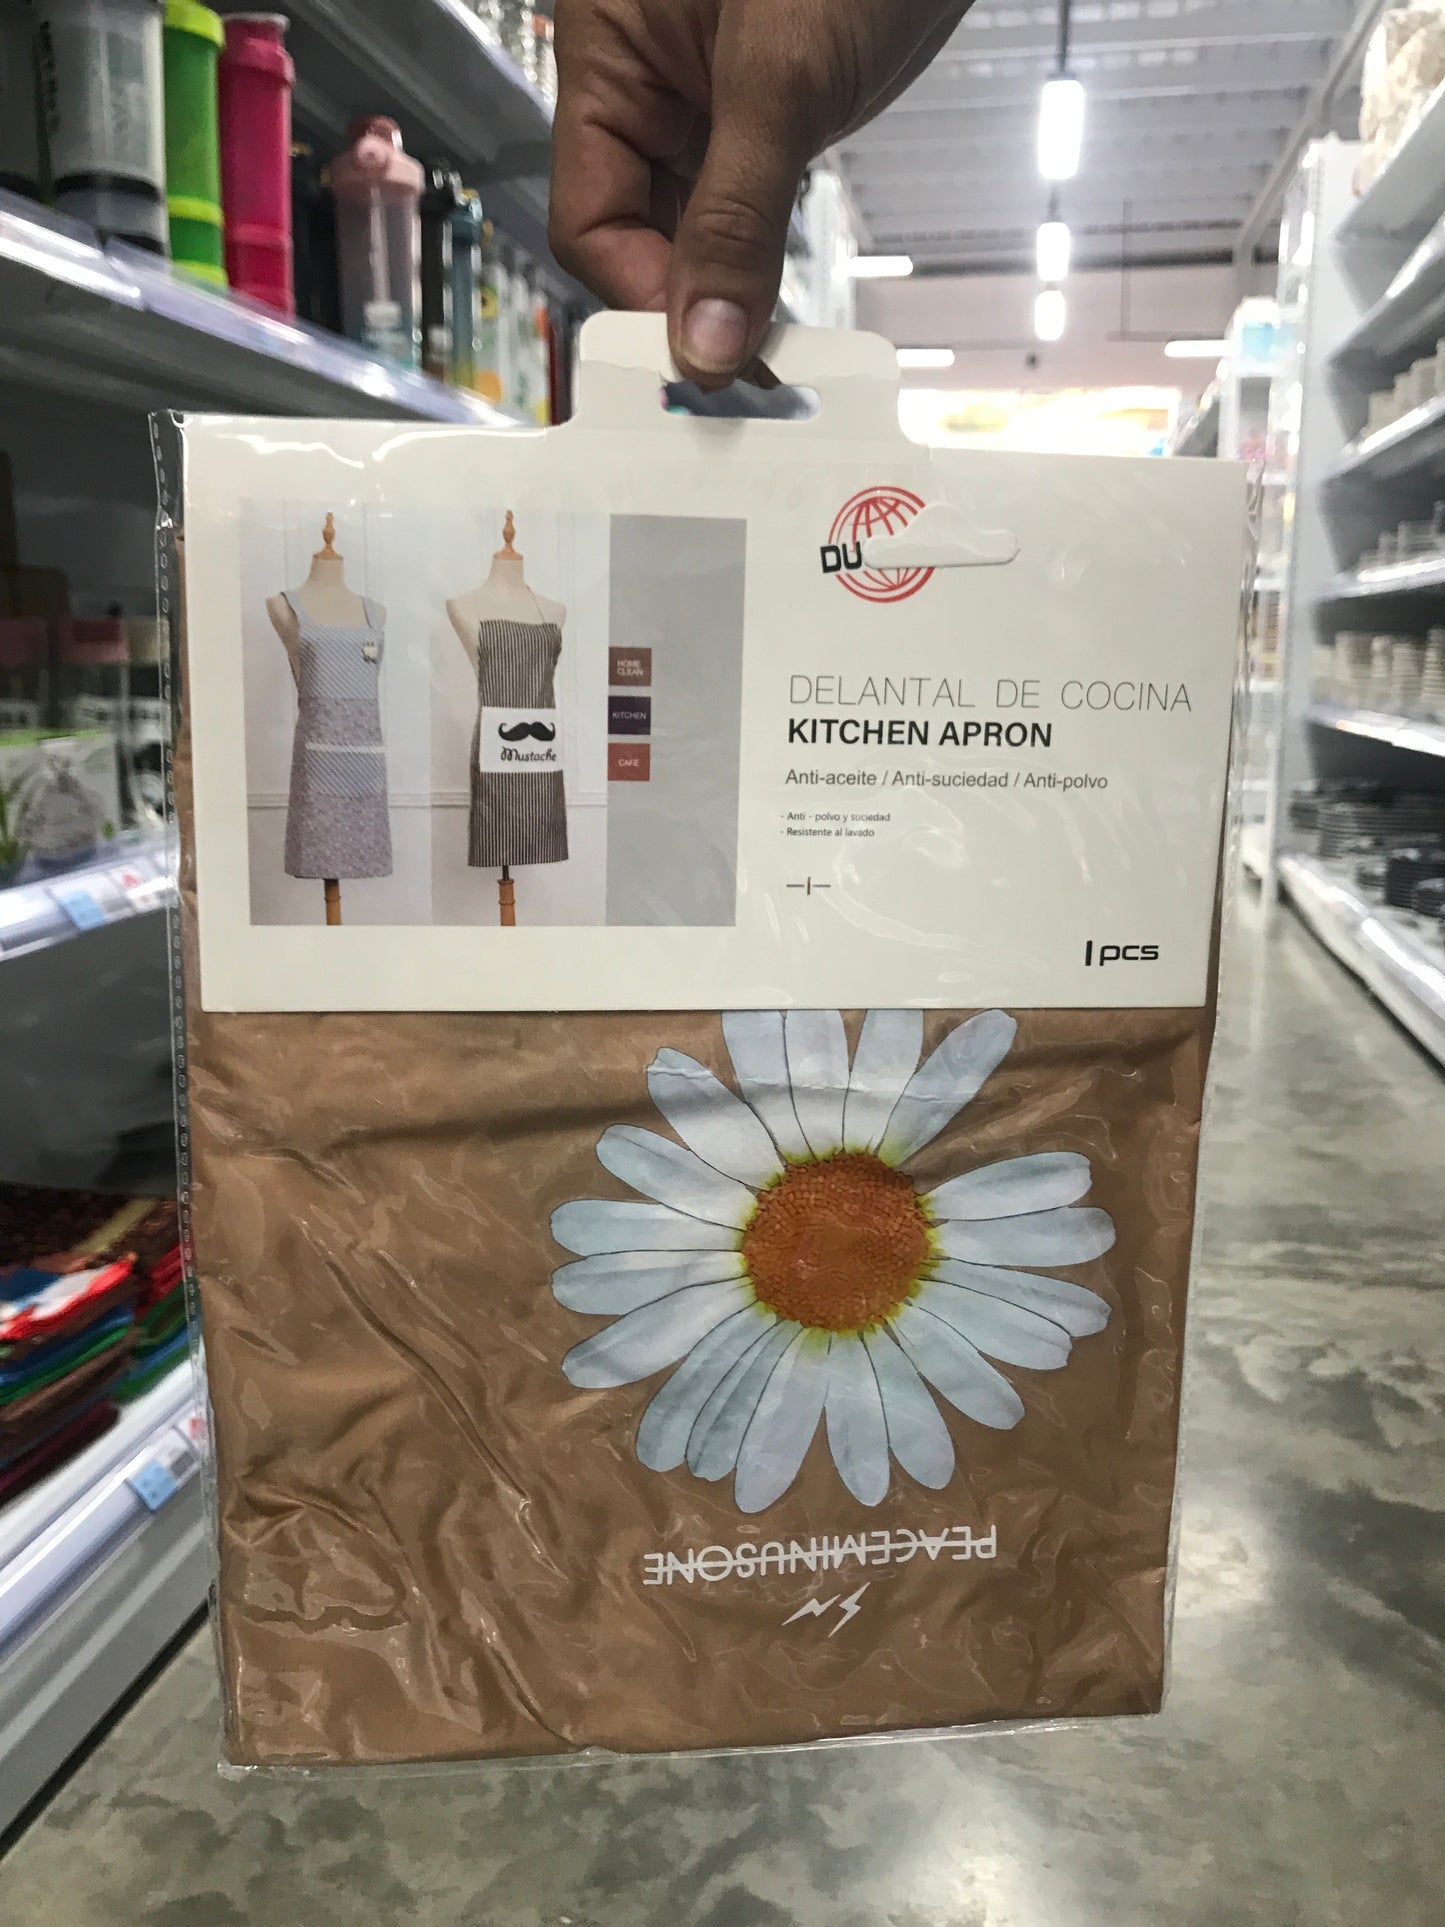 DU
HOME
CLEAN
KITCHEN
CAFE
Mustache
DELANTAL DE COCINA
KITCHEN APRON
Anti-aceite / Anti-suciedad / Anti-polvo
- Anti - polvo y suciedad
- Resistente al lavado
1 pcs
PEACEMINUSONE